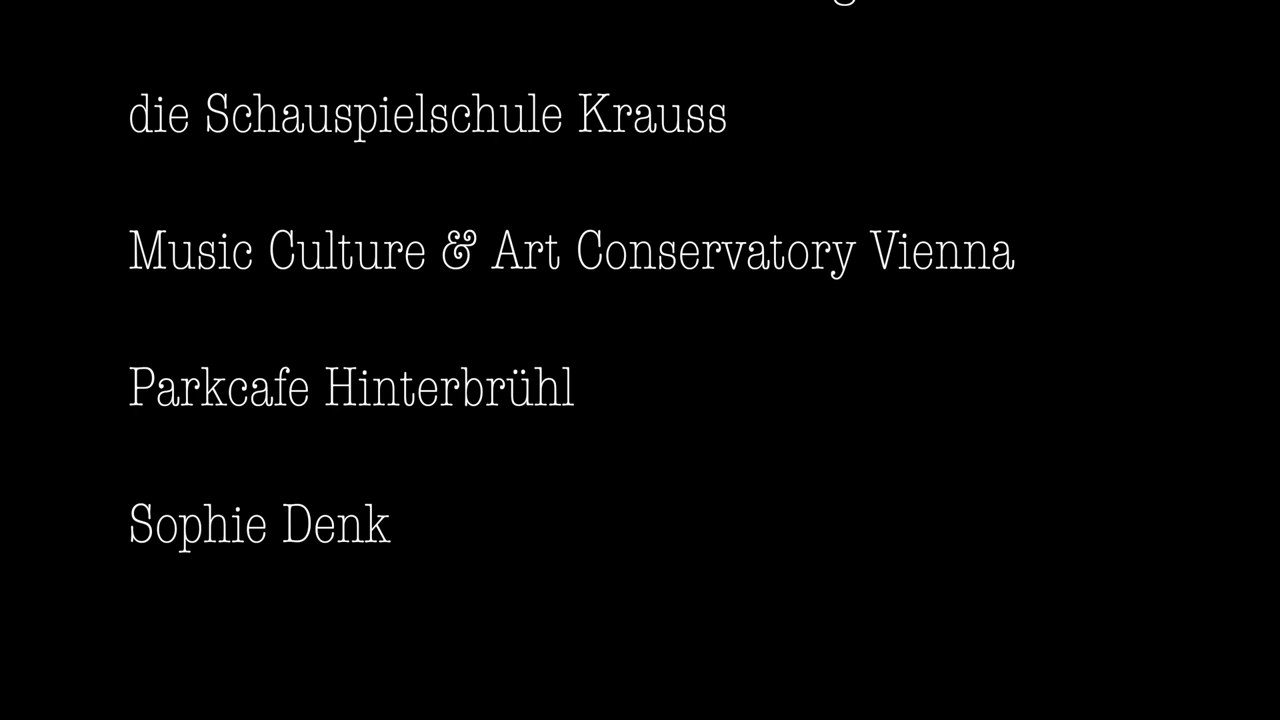 die Schauspielschule Krauss
Music Culture & Art Conservatory Vienna
Parkcafe Hinterbrühl
Sophie Denk